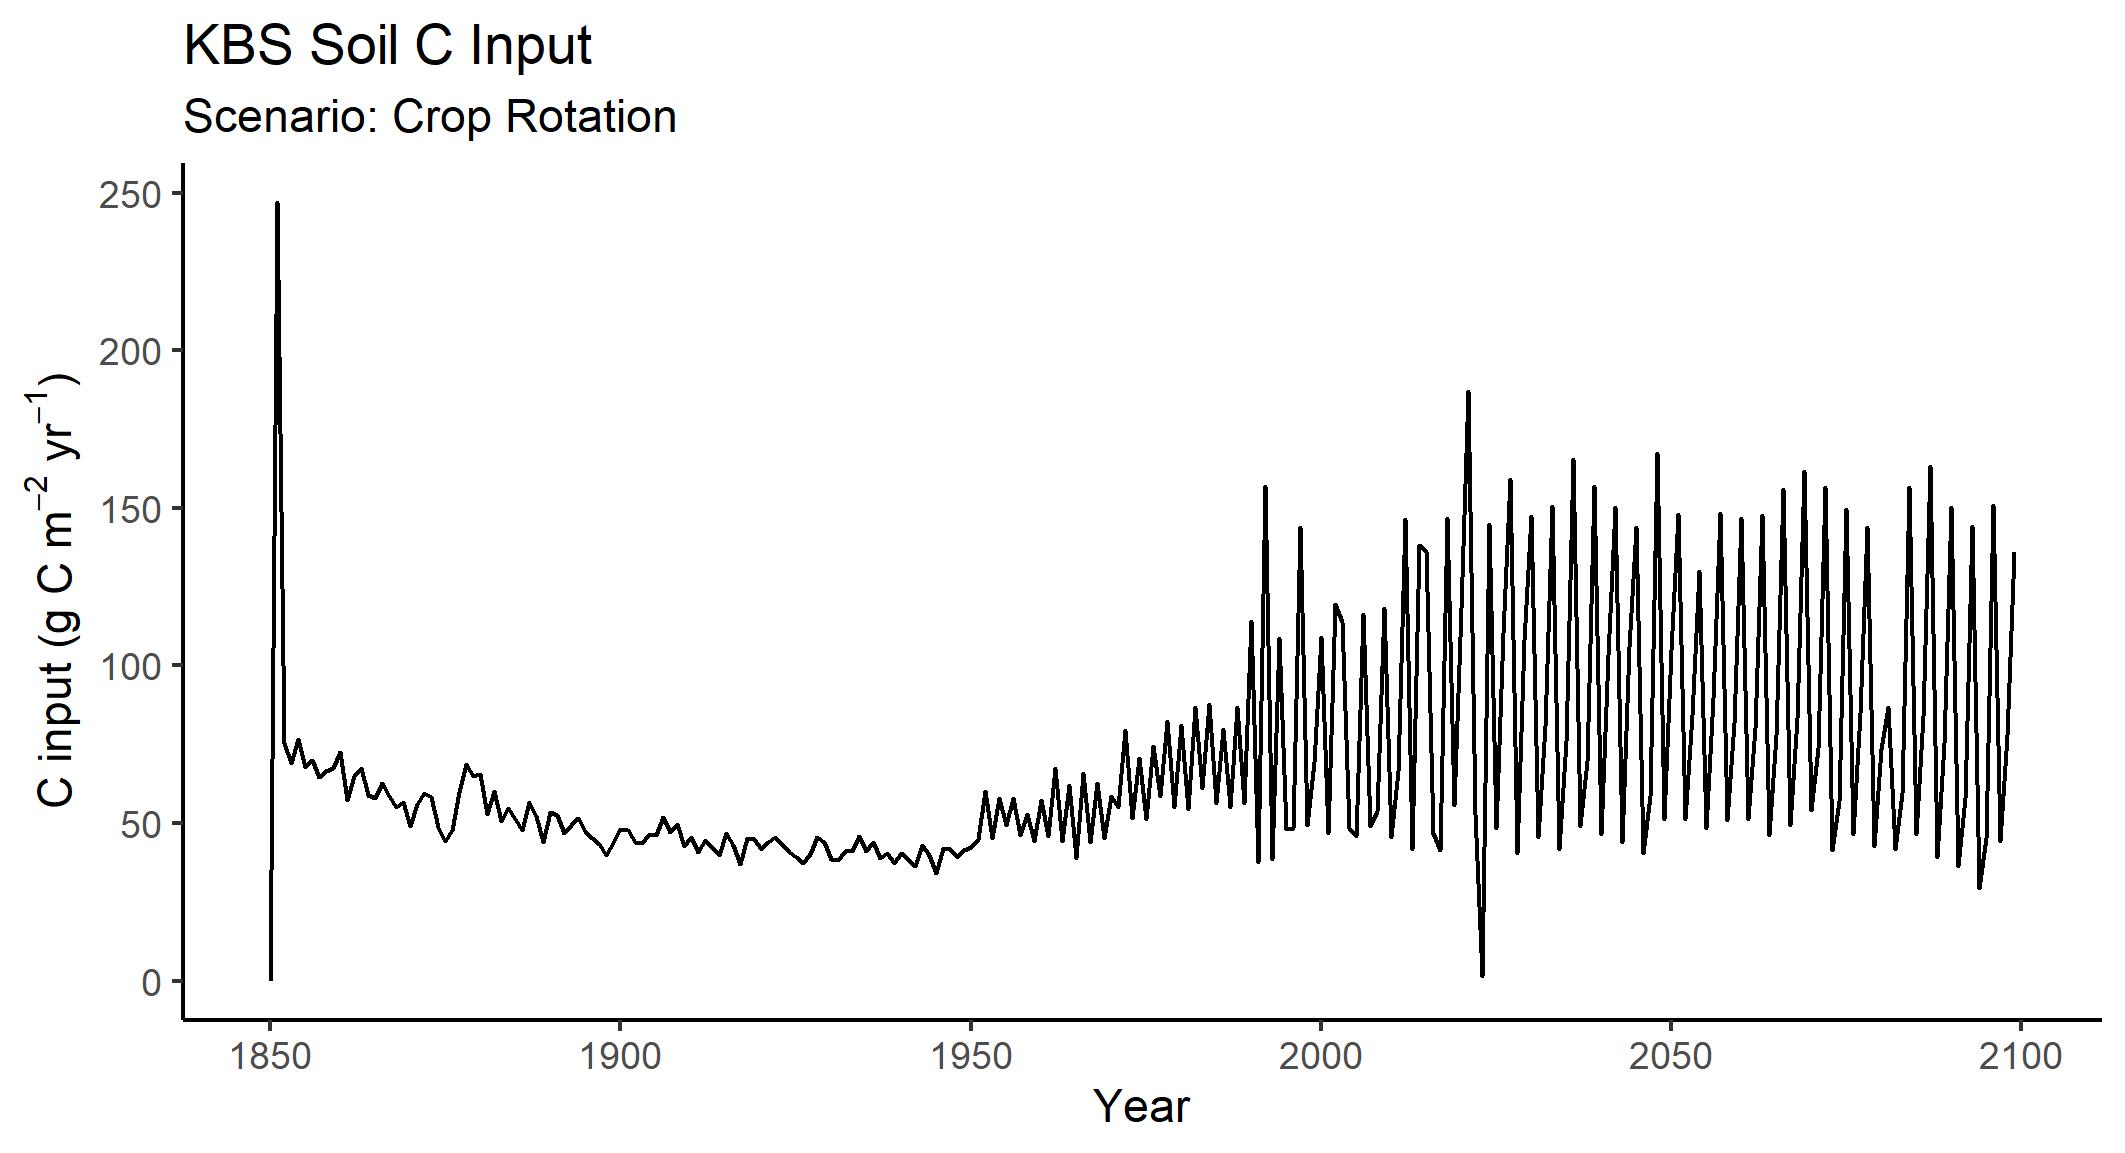 KBS Soil C Input
Scenario: Crop Rotation
C input (g C m⁻² yr⁻¹)
250
200
150
100
50
0
1850 1900 1950 2000 2050 2100
Year